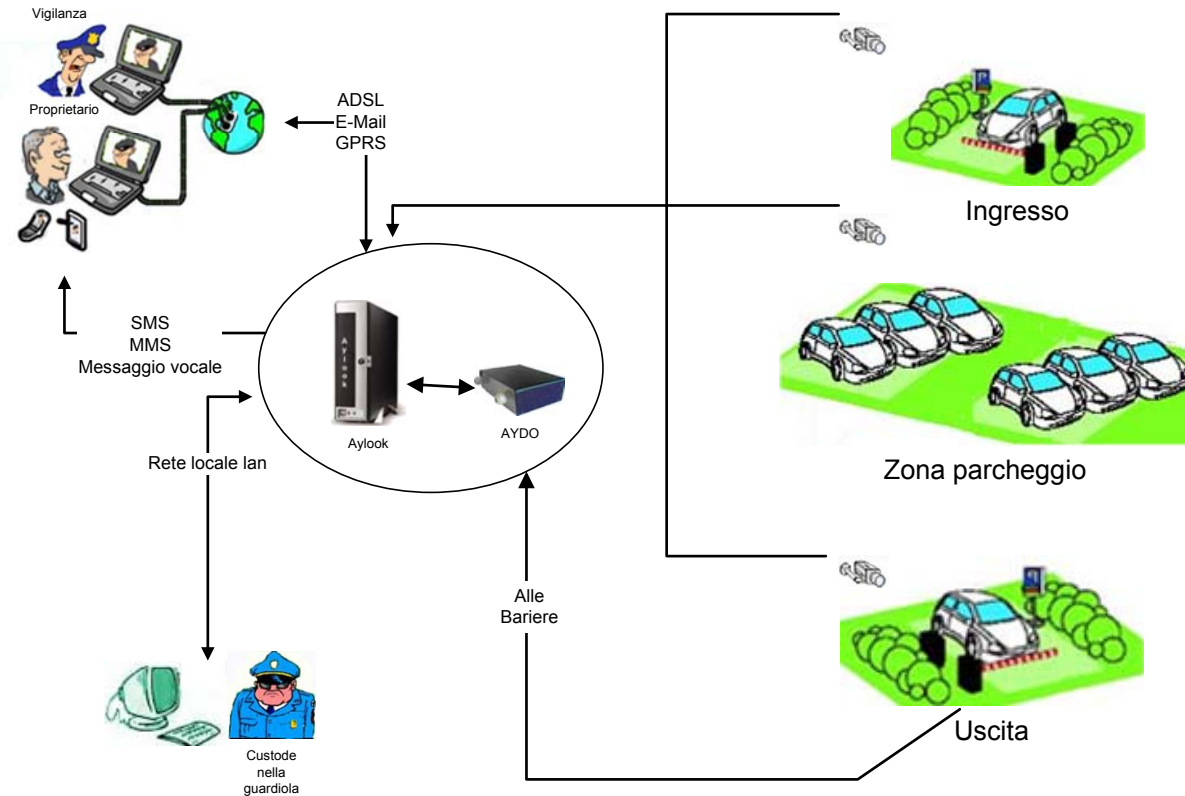 Vigilanza
Proprietario
ADSL
E-Mail
GPRS
Ingresso
SMS
MMS
Messaggio vocale
Aylook
Aylook
AYDO
Zona parcheggio
Rete locale lan
Alle
Bariere
Uscita
Custode
nella
guardiola
P